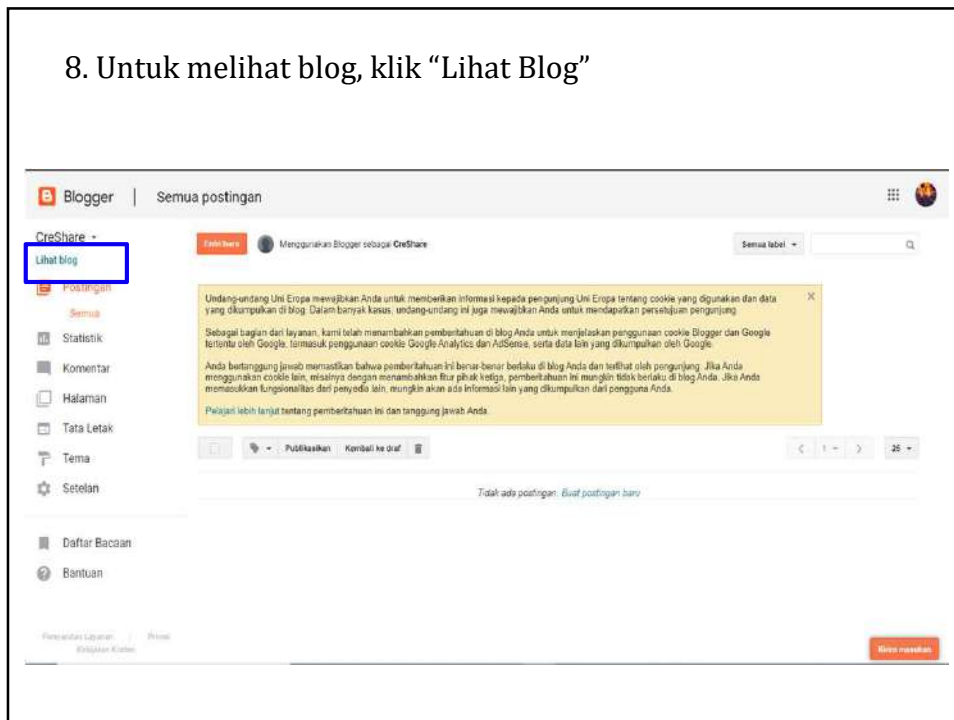 8. Untuk melihat blog, klik “Lihat Blog”
Blogger | Semua postingan
CreShare
Lihat blog
Entri baru
Menggunakan Blogger sebagai CreShare
Semua label
Postingan
Semua
Statistik
Komentar
Halaman
Tata Letak
Tema
Setelan
Daftar Bacaan
Bantuan
Undang-undang Uni Eropa mewajibkan Anda untuk memberikan informasi kepada pengunjung Uni Eropa tentang cookie yang digunakan dan data
yang dikumpulkan di blog. Dalam banyak kasus, undang-undang ini juga mewajibkan Anda untuk mendapatkan persetujuan pengunjung.
Sebagai bagian dari layanan, kami telah menambahkan pemberitahuan di blog Anda untuk menjelaskan penggunaan cookie Blogger dan Google
tertentu oleh Google, termasuk penggunaan cookie Google Analytics dan AdSense, serta data lain yang dikumpulkan oleh Google.
Anda bertanggung jawab memastikan bahwa pemberitahuan ini benar-benar berlaku di blog Anda dan terlihat oleh pengunjung. Jika Anda
menggunakan cookie lain, misalnya dengan menambahkan fitur pihak ketiga, pemberitahuan ini mungkin tidak berlaku di blog Anda. Jika Anda
memasukkan fungsionalitas dari penyedia lain, mungkin akan ada informasi lain yang dikumpulkan dari pengguna Anda.
Pelajari lebih lanjut tentang pemberitahuan ini dan tanggung jawab Anda.
Publikasikan Kembali ke draf
1
25
Tidak ada postingan. Buat postingan baru
Persyaratan Layanan | Privasi
Kebijakan Konten
Kirim masukan